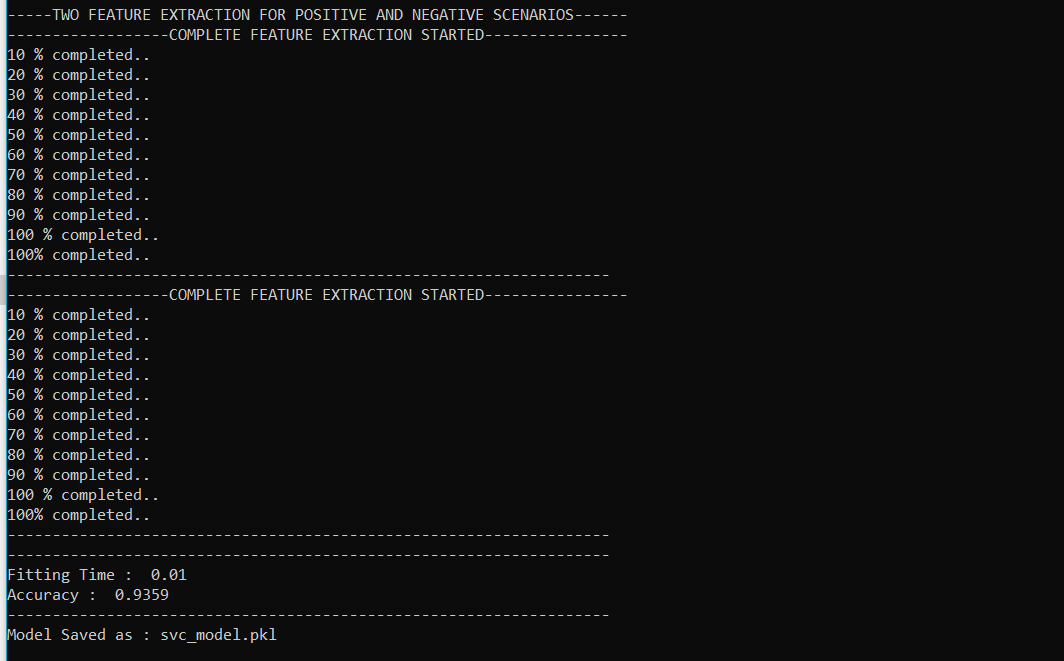 -----TWO FEATURE EXTRACTION FOR POSITIVE AND NEGATIVE SCENARIOS------
------------------COMPLETE FEATURE EXTRACTION STARTED----------------
10 % completed..
20 % completed..
30 % completed..
40 % completed..
50 % completed..
60 % completed..
70 % completed..
80 % completed..
90 % completed..
100 % completed..
100% completed..
-------------------------------------------------------------------
------------------COMPLETE FEATURE EXTRACTION STARTED----------------
10 % completed..
20 % completed..
30 % completed..
40 % completed..
50 % completed..
60 % completed..
70 % completed..
80 % completed..
90 % completed..
100 % completed..
100% completed..
-------------------------------------------------------------------
-------------------------------------------------------------------
Fitting Time :  0.01
Accuracy :  0.9359
-------------------------------------------------------------------
Model Saved as : svc_model.pkl